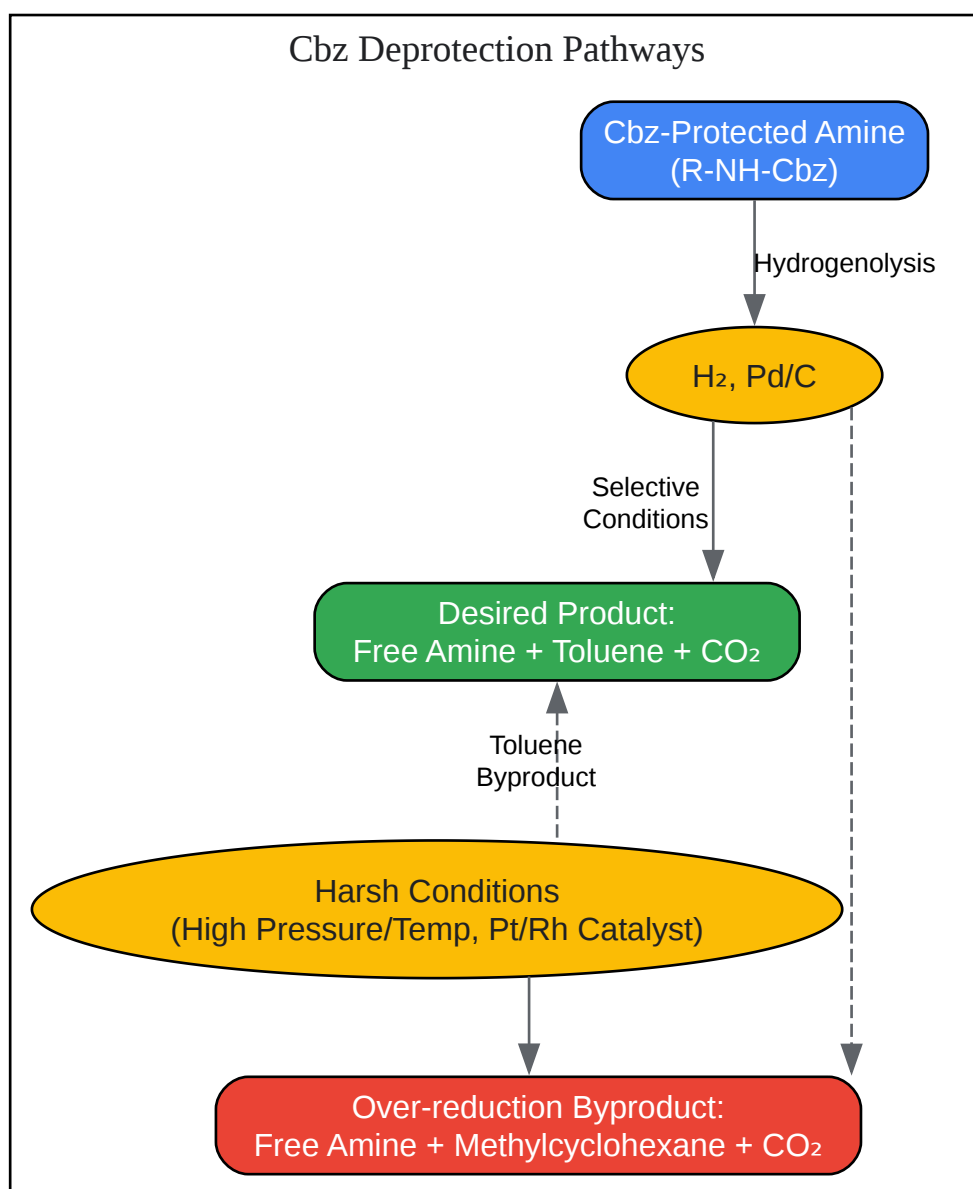 Cbz Deprotection Pathways
Cbz-Protected Amine
(R-NH-Cbz)
Hydrogenolysis
H₂, Pd/C
Selective
Conditions
Desired Product:
Free Amine + Toluene + CO₂
Toluene
Byproduct
Harsh Conditions
(High Pressure/Temp, Pt/Rh Catalyst)
Over-reduction Byproduct:
Free Amine + Methylcyclohexane + CO₂